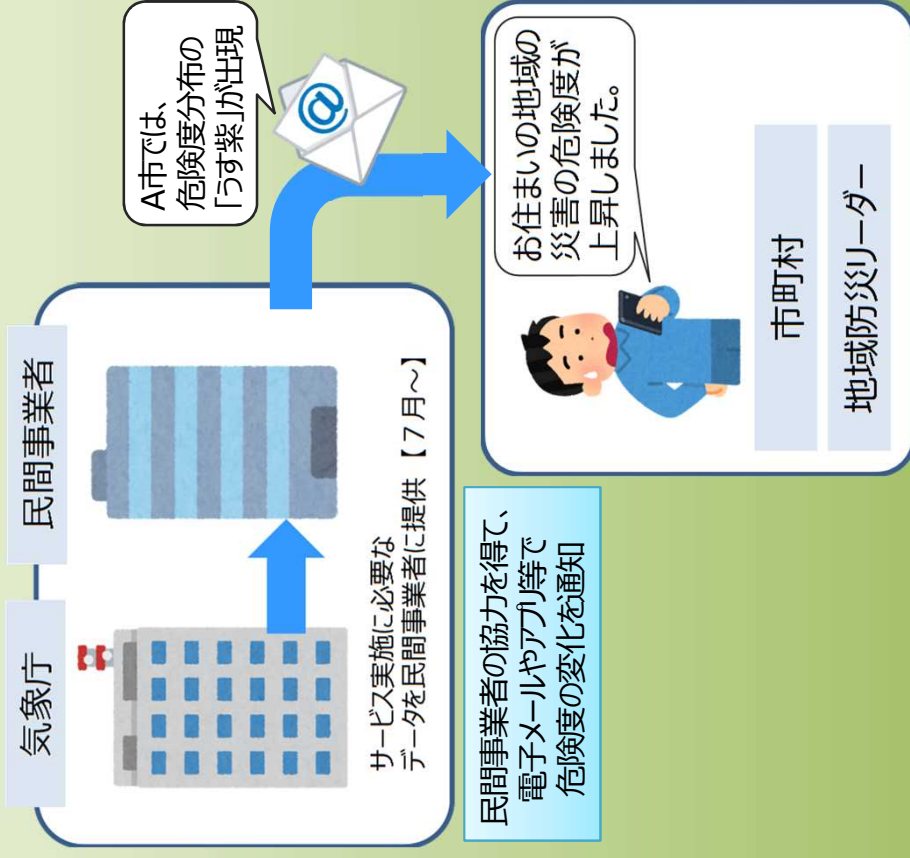 気象庁
民間事業者
サービス実施に必要な
データを民間事業者に提供【7月~】
A市では、
危険度分布の
「うす紫」が出現
@
民間事業者の協力を得て、
電子メールやアプリ等で
危険度の変化を通知
お住まいの地域の
災害の危険度が
上昇しました。
市町村
地域防災リーダー